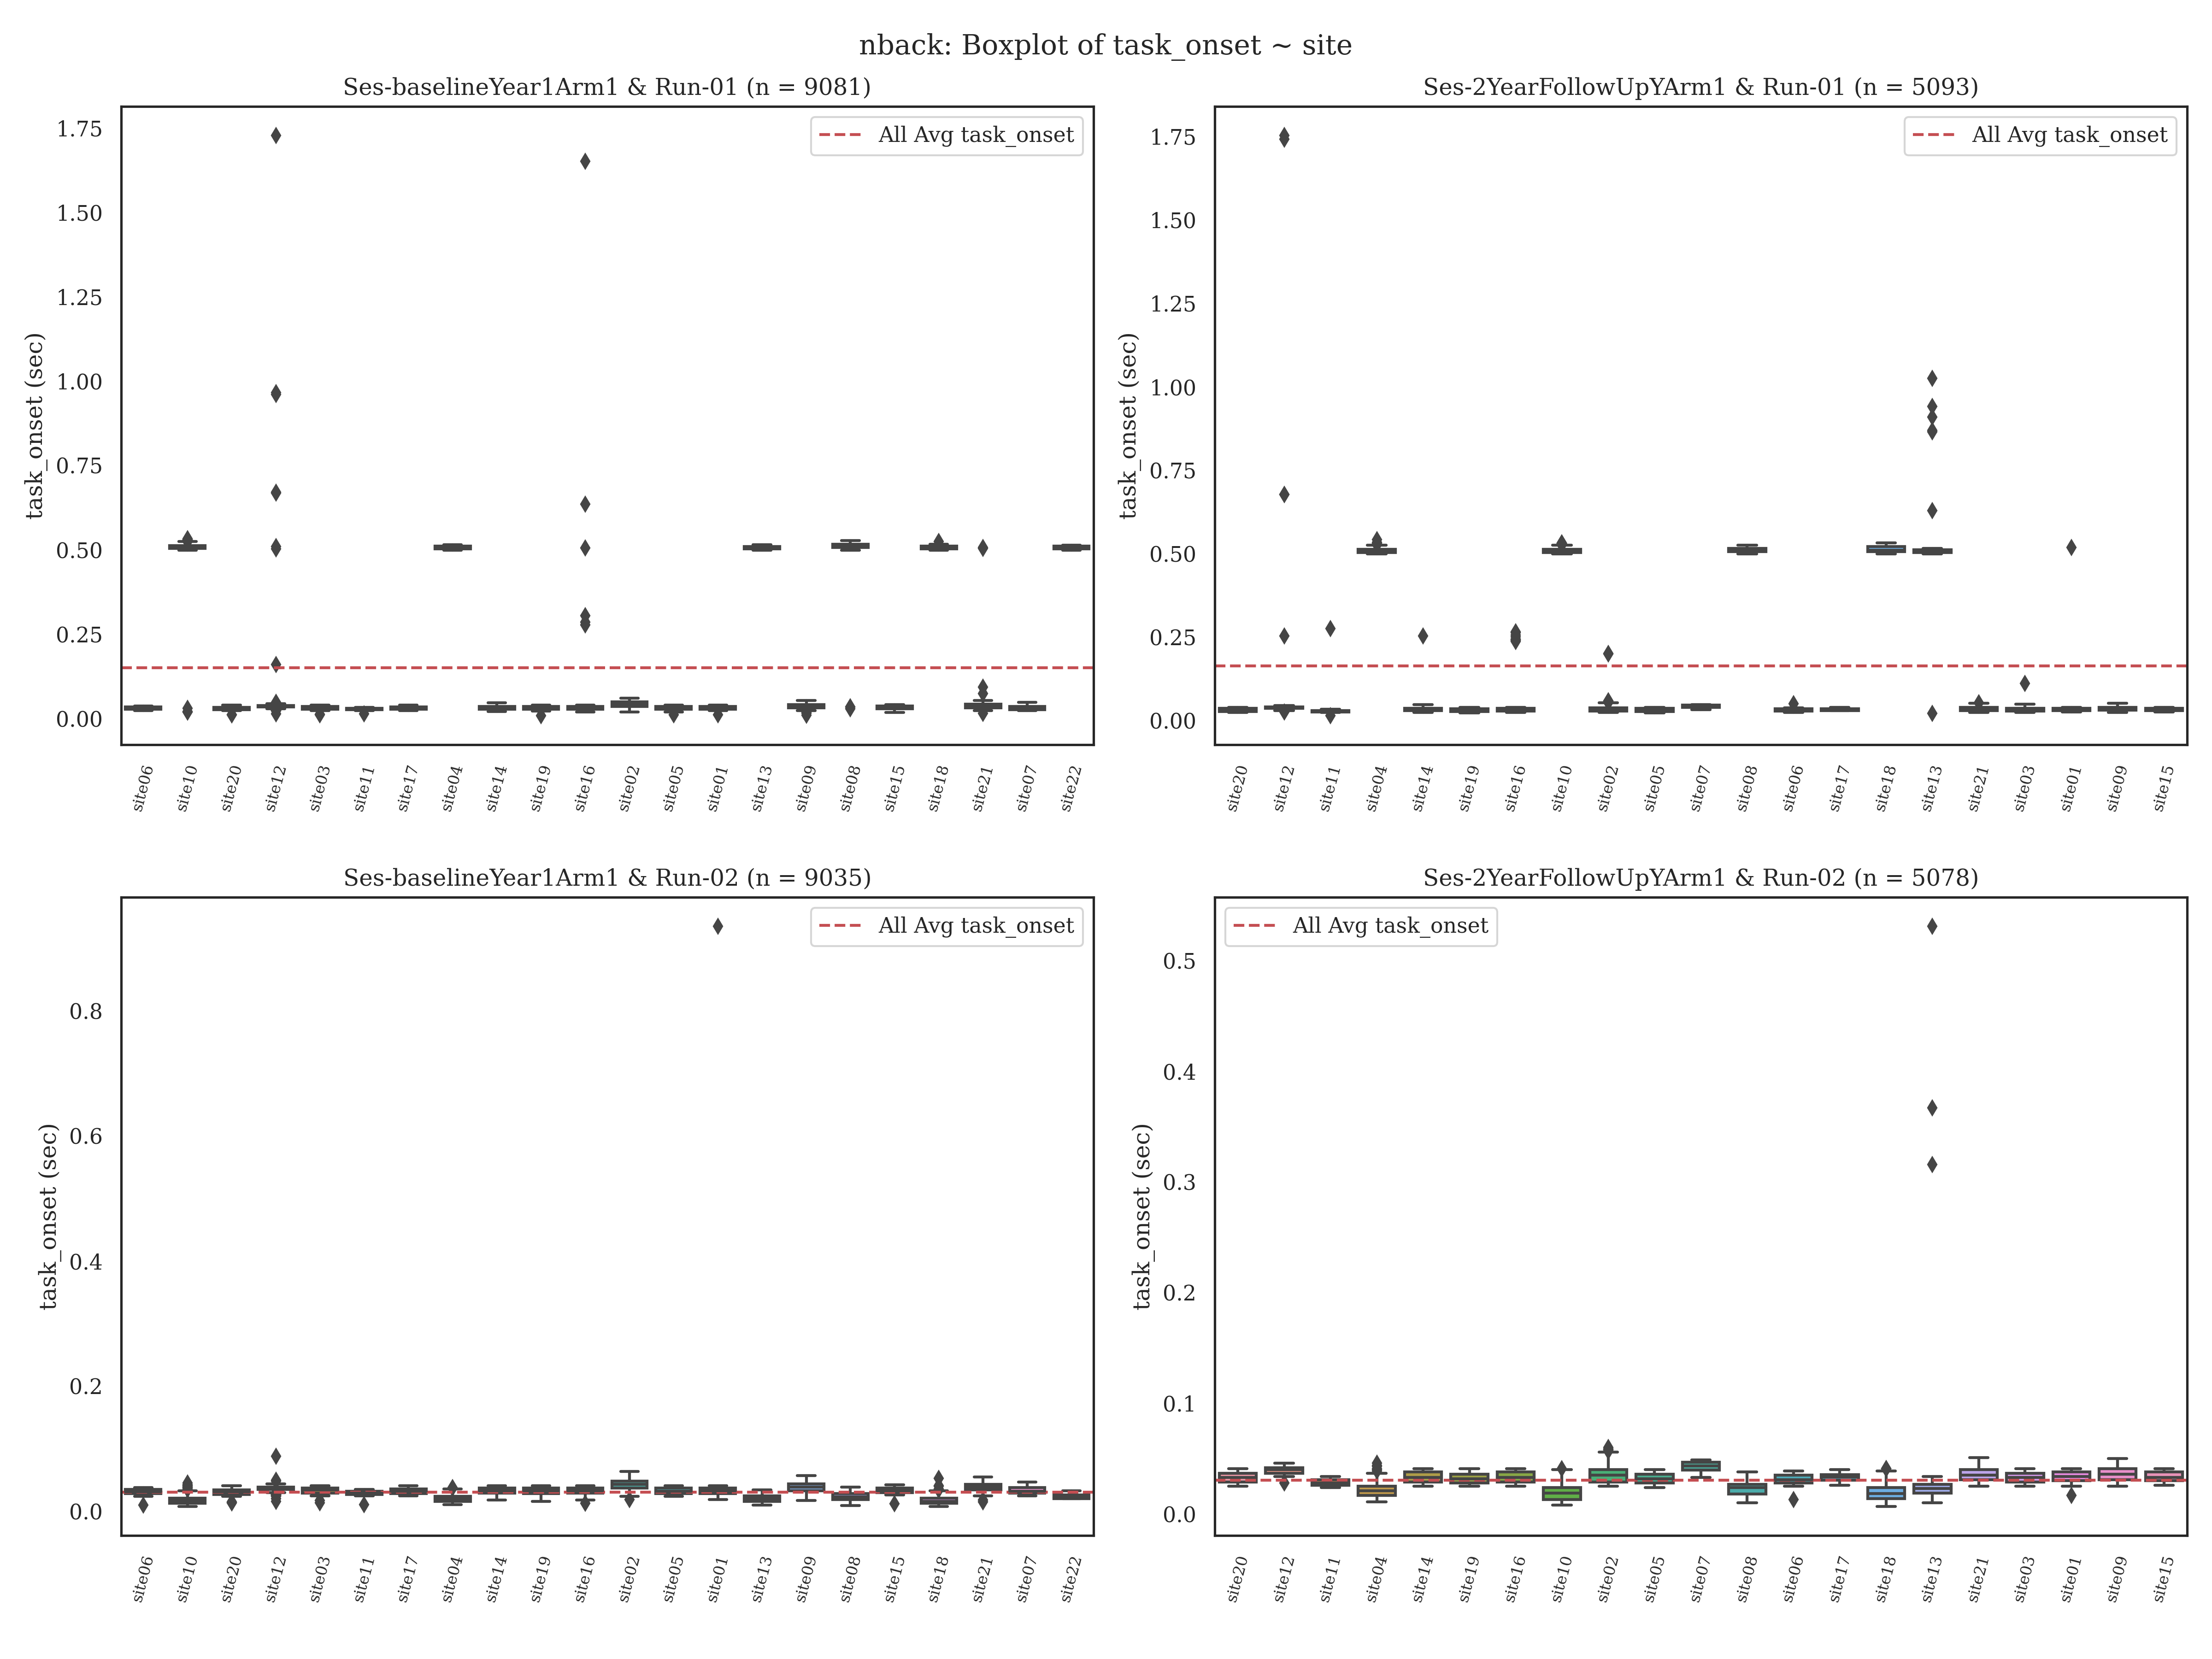 nback: Boxplot of task_onset ~ site
Ses-baselineYear1Arm1 & Run-01 (n = 9081)
All Avg task_onset
task_onset (sec)
1.75
1.50
1.25
1.00
0.75
0.50
0.25
0.00
site06
site10
site20
site12
site03
site11
site17
site04
site14
site19
site16
site02
site05
site01
site13
site09
site08
site15
site18
site21
site07
site22
Ses-2YearFollowUpYArm1 & Run-01 (n = 5093)
All Avg task_onset
task_onset (sec)
1.75
1.50
1.25
1.00
0.75
0.50
0.25
0.00
site20
site12
site11
site04
site14
site19
site16
site10
site02
site05
site07
site08
site06
site17
site18
site13
site21
site03
site01
site09
site15
Ses-baselineYear1Arm1 & Run-02 (n = 9035)
All Avg task_onset
task_onset (sec)
0.8
0.6
0.4
0.2
0.0
site06
site10
site20
site12
site03
site11
site17
site04
site14
site19
site16
site02
site05
site01
site13
site09
site08
site15
site18
site21
site07
site22
Ses-2YearFollowUpYArm1 & Run-02 (n = 5078)
All Avg task_onset
task_onset (sec)
0.5
0.4
0.3
0.2
0.1
0.0
site20
site12
site11
site04
site14
site19
site16
site10
site02
site05
site07
site08
site06
site17
site18
site13
site21
site03
site01
site09
site15